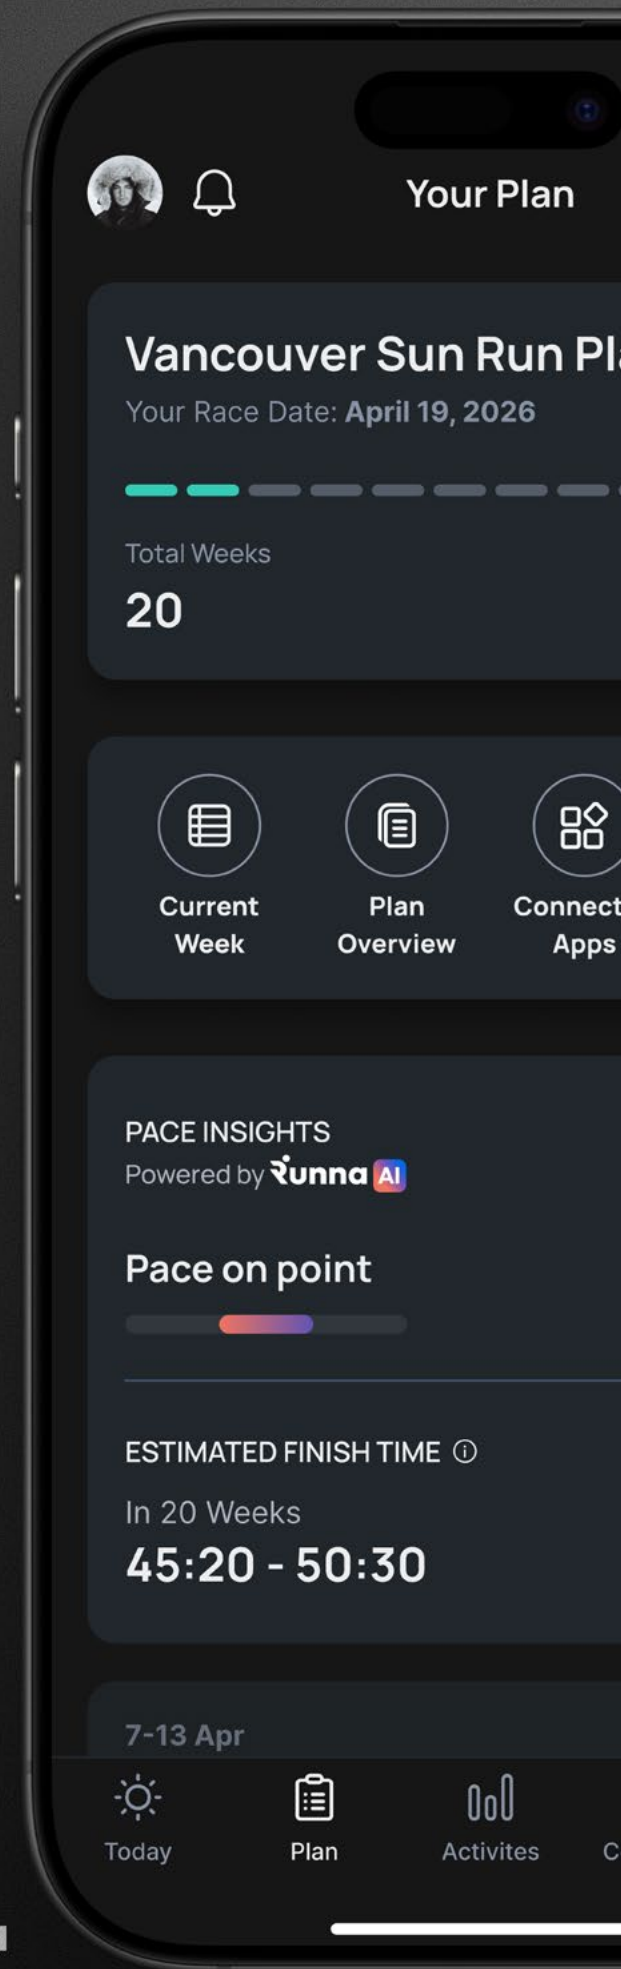 Your Plan
Vancouver Sun Run Pla
Your Race Date: April 19, 2026
Total Weeks
20
Current
Week
Plan
Overview
Connect
Apps
PACE INSIGHTS
Powered by Runna AI
Pace on point
ESTIMATED FINISH TIME
In 20 Weeks
45:20 - 50:30
7-13 Apr
Today
Plan
Activites
C